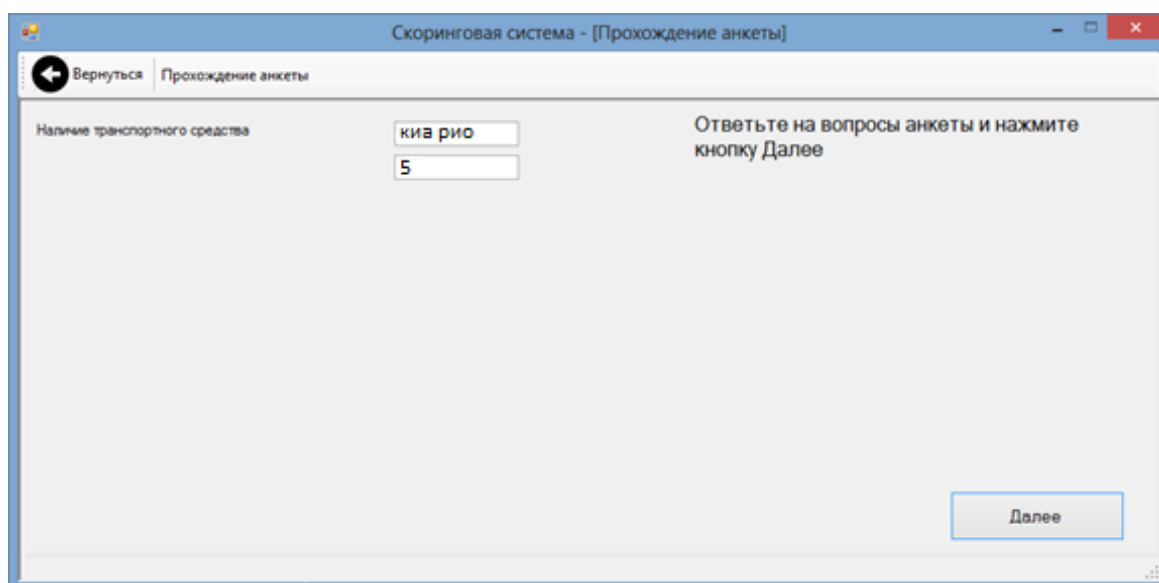 Скоринговая система - [Прохождение анкеты]
Вернуться Прохождение анкеты
Наличие транспортного средства
киа рио
5
Ответьте на вопросы анкеты и нажмите
кнопку Далее
Далее